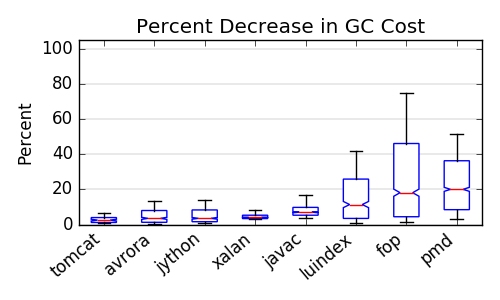 Percent Decrease in GC Cost
Percent
100
80
60
40
20
0
tomcat
avrora
jython
xalan
javac
luindex
fop
pmd